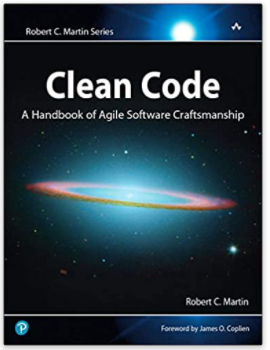 Robert C. Martin Series
Clean Code
A Handbook of Agile Software Craftsmanship
Robert C. Martin
Foreword by James O. Coplien